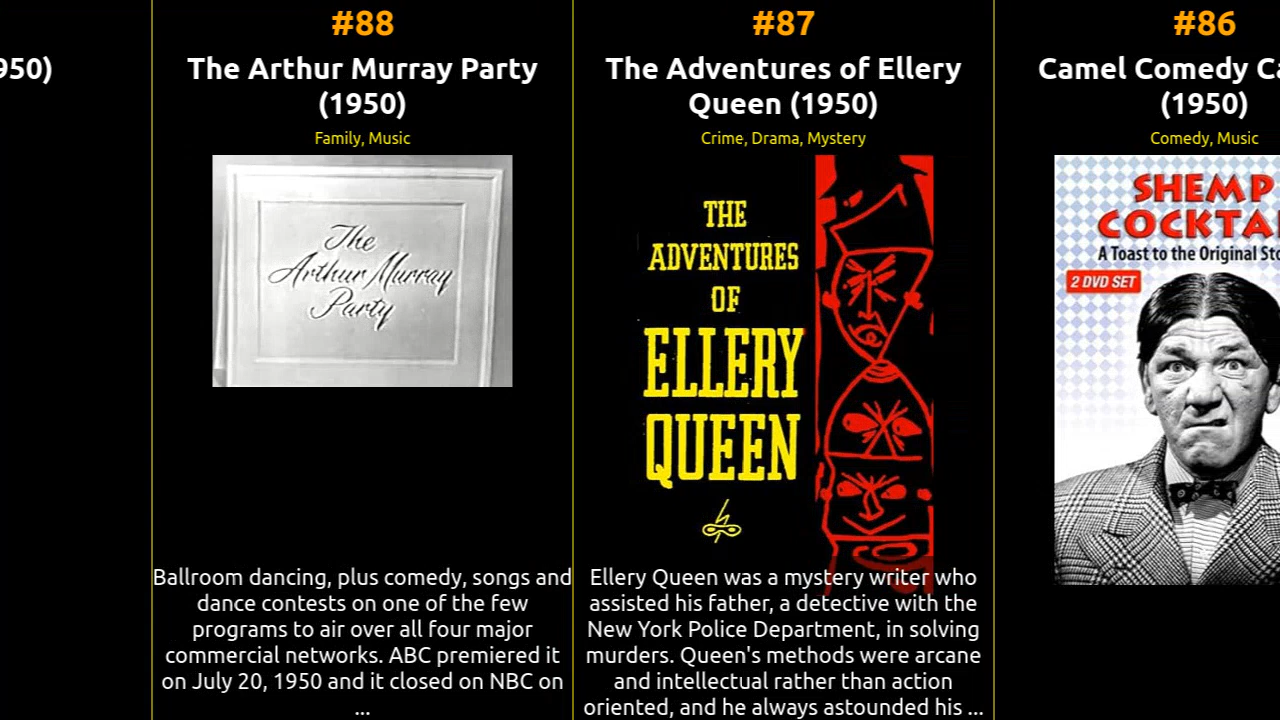 950)
#88
The Arthur Murray Party
(1950)
Family, Music
The
Arthur Murray
Party
Ballroom dancing, plus comedy, songs and
dance contests on one of the few
programs to air over all four major
commercial networks. ABC premiered it
on July 20, 1950 and it closed on NBC on
...
#87
The Adventures of Ellery
Queen (1950)
Crime, Drama, Mystery
THE
ADVENTURES
OF
ELLERY
QUEEN
Ellery Queen was a mystery writer who
assisted his father, a detective with the
New York Police Department, in solving
murders. Queen's methods were arcane
and intellectual rather than action
oriented, and he always astounded his ...
#86
Camel Comedy Ca
(1950)
Comedy, Music
SHEMP
COCKTA
A Toast to the Original Sto
2 DVD SET